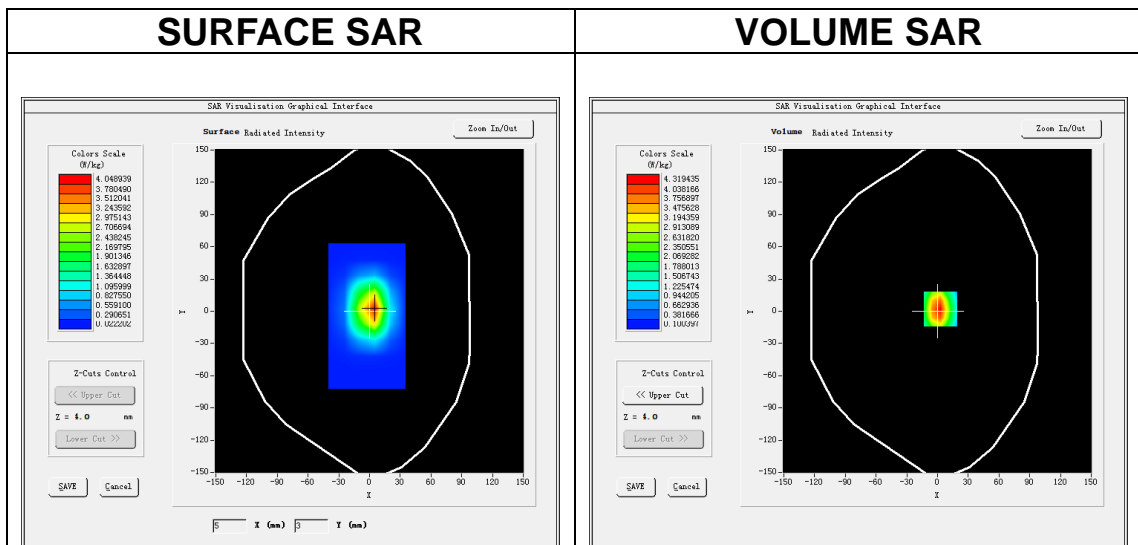 SURFACE SAR
VOLUME SAR
SAR Visualisation Graphical Interface
Surface Radiated Intensity
Zoom In/Out
Colors Scale
(W/kg)
4.048939
3.780490
3.512041
3.243592
2.975143
2.706694
2.438245
2.169795
1.901346
1.632897
1.364448
1.095999
0.827550
0.559100
0.290651
0.022202
150
120
90
60
30
0
-30
-60
-90
-120
-150
Y
-150 -120 -90 -60 -30 0 30 60 90 120 150
X
Z-Cuts Control
<< Upper Cut
Z = 4.0 mm
Lower Cut >>
SAVE Cancel
5 X (mm) 3 Y (mm)
SAR Visualisation Graphical Interface
Volume Radiated Intensity
Zoom In/Out
Colors Scale
(W/kg)
4.319435
4.038166
3.756897
3.475628
3.194359
2.913089
2.631820
2.350551
2.069282
1.788013
1.506743
1.225474
0.944205
0.662936
0.381666
0.100397
150
120
90
60
30
0
-30
-60
-90
-120
-150
Y
-150 -120 -90 -60 -30 0 30 60 90 120 150
X
Z-Cuts Control
<< Upper Cut
Z = 4.0 mm
Lower Cut >>
SAVE Cancel